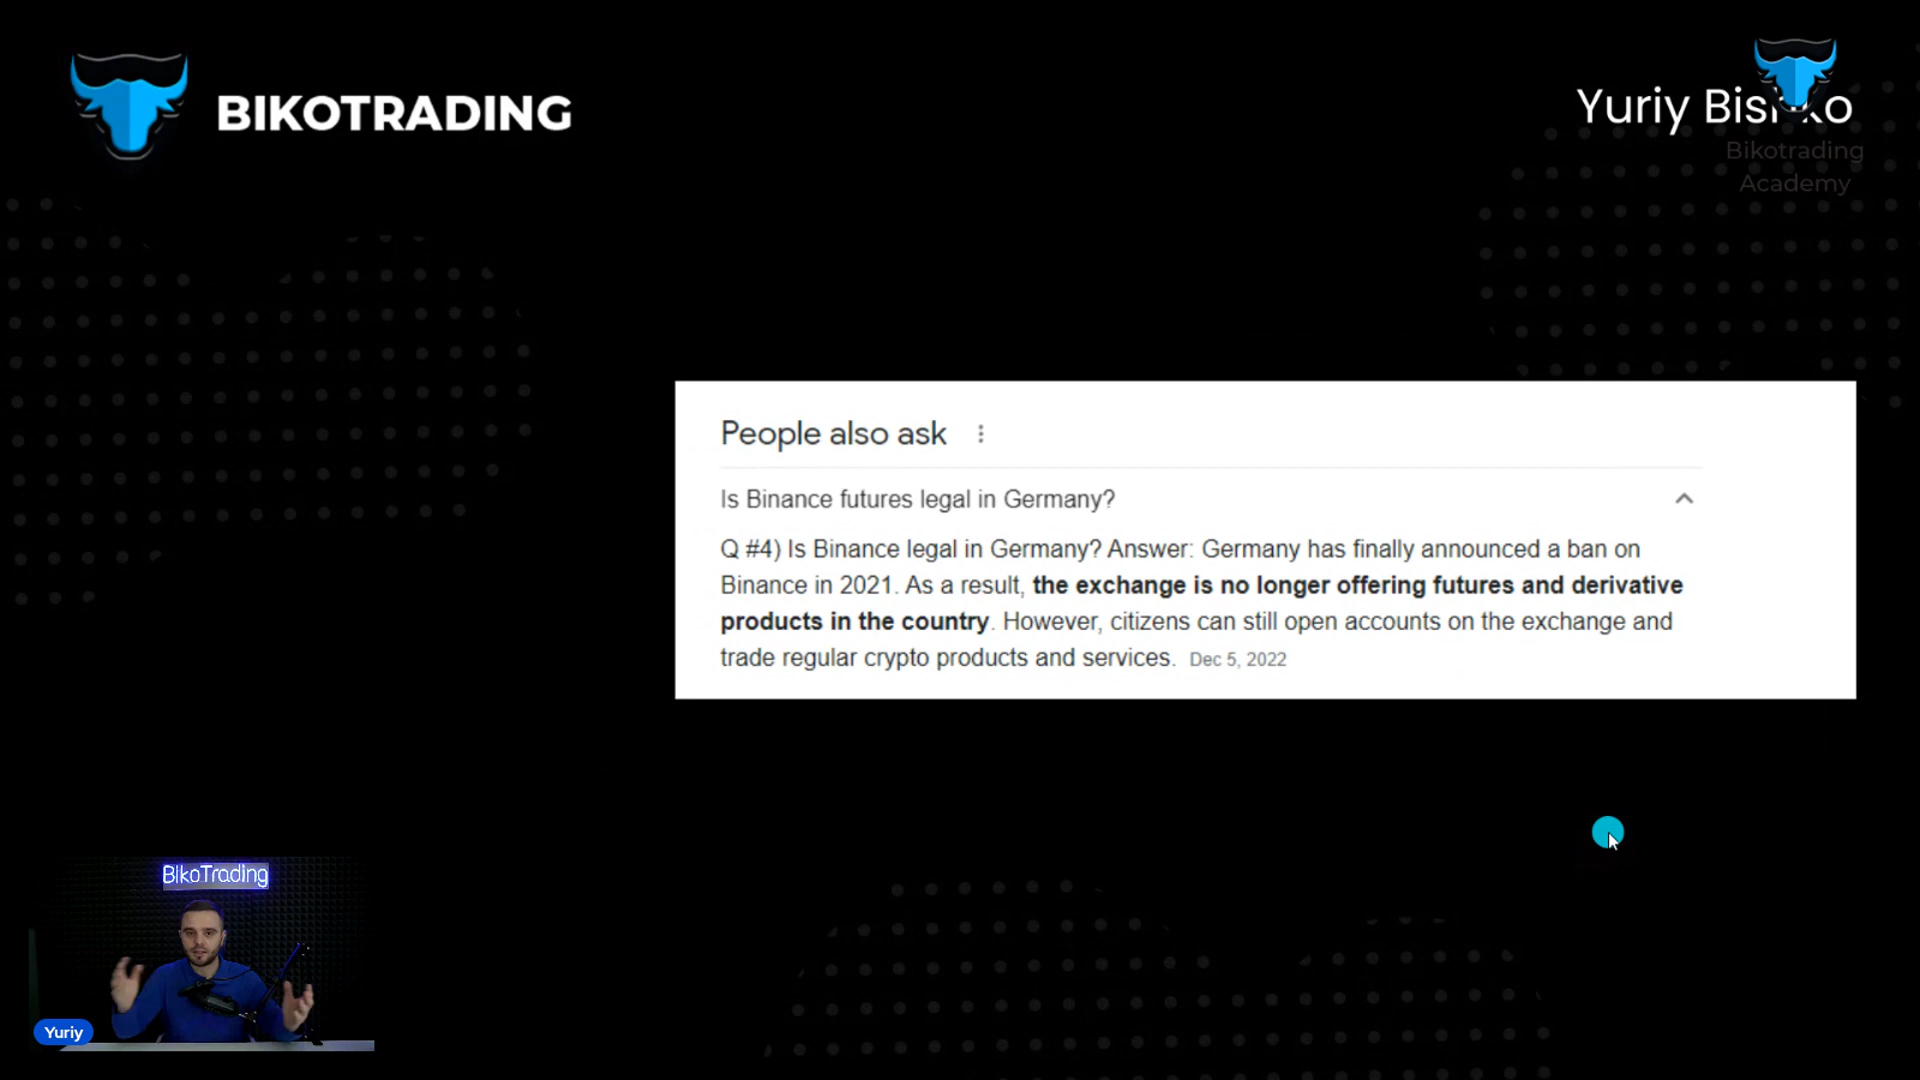 BIKOTRADING
Yuriy Bishko
Bikotrading
Academy
People also ask
Is Binance futures legal in Germany?
Q #4) Is Binance legal in Germany? Answer: Germany has finally announced a ban on
Binance in 2021. As a result, the exchange is no longer offering futures and derivative
products in the country. However, citizens can still open accounts on the exchange and
trade regular crypto products and services. Dec 5, 2022
BikoTrading
Yuriy